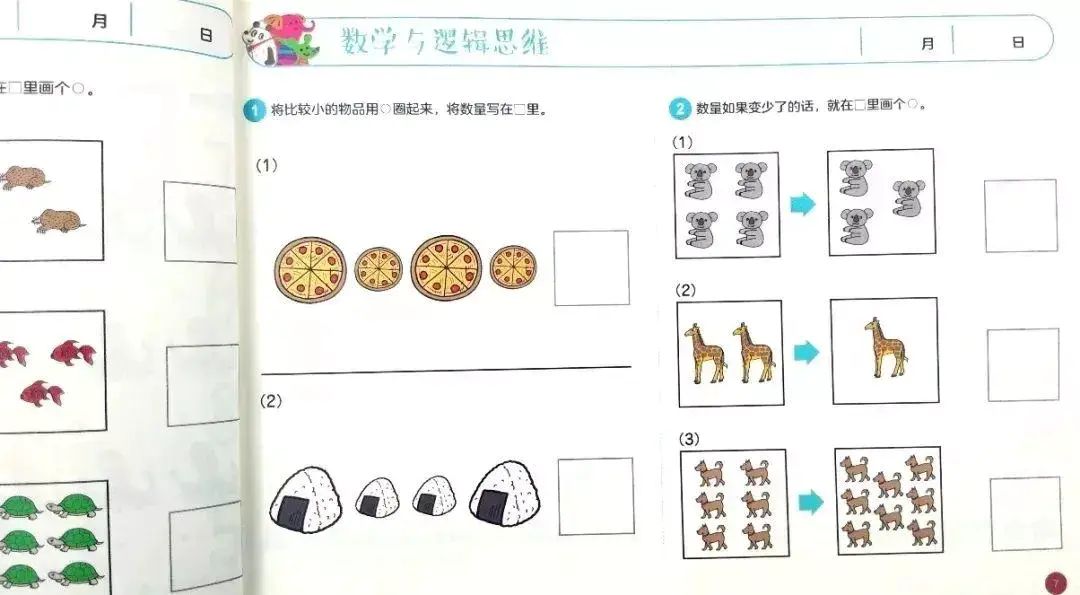 月 日
在□里画个○。
数学与逻辑思维
月 日
1 将比较小的物品用○圈起来，将数量写在□里。
(1)
(2)
2 数量如果变少了的话，就在□里画个○。
(1)
(2)
(3)
7